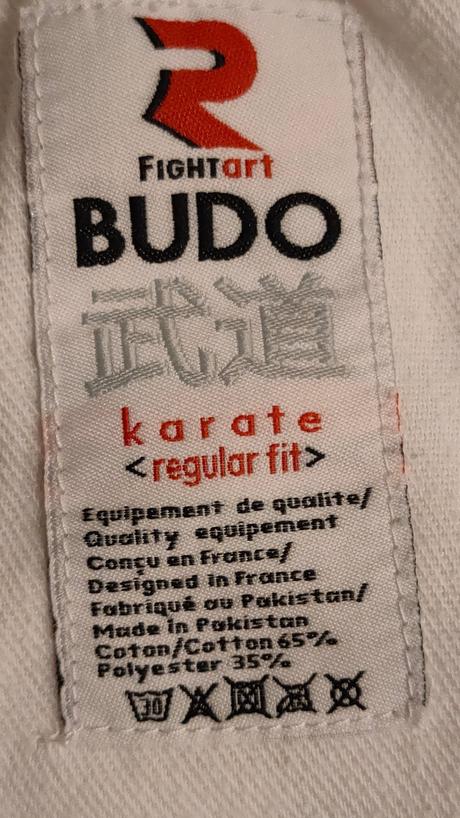 FIGHTart
BUDO
武道
karate
<regular fit>
Equipement de qualite/
Quality equipement
Conçu en France/
Designed in France
Fabriqué au Pakistan/
Made in Pakistan
Coton/Cotton 65%
Polyester 35%
30